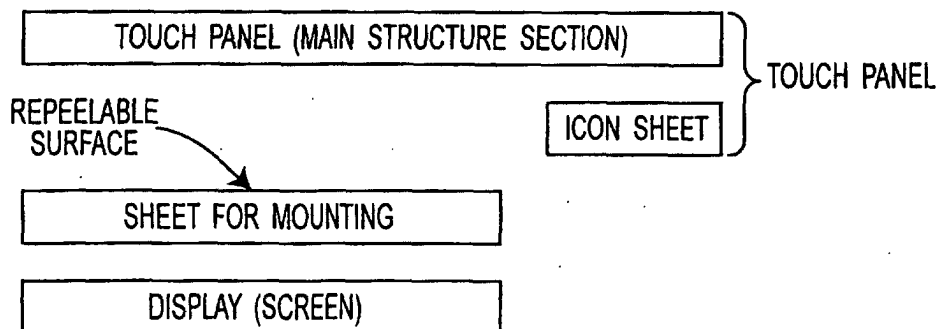 TOUCH PANEL (MAIN STRUCTURE SECTION)
TOUCH PANEL
REPEELABLE
SURFACE
ICON SHEET
SHEET FOR MOUNTING
DISPLAY (SCREEN)